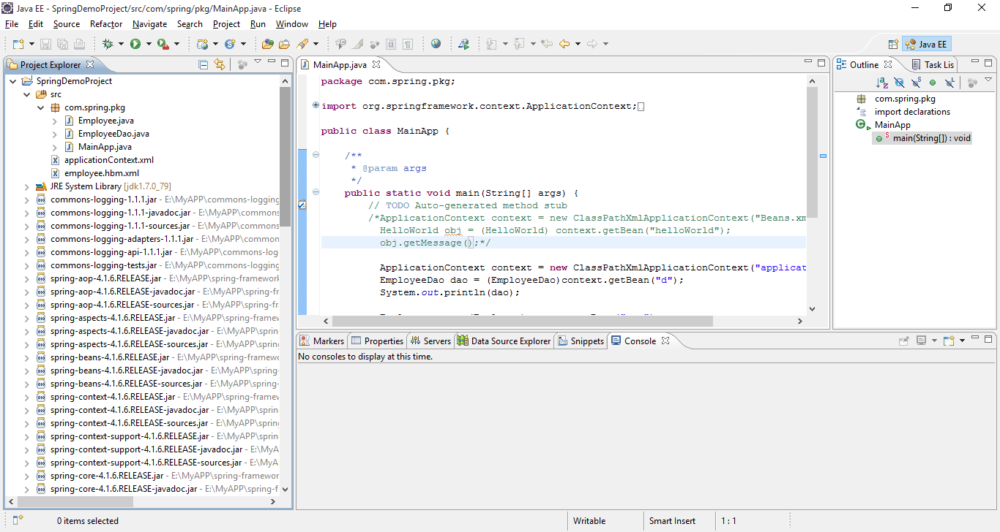 Java EE - SpringDemoProject/src/com/spring/pkg/MainApp.java - Eclipse
File Edit Source Refactor Navigate Search Project Run Window Help
Java EE
Project Explorer
SpringDemoProject
src
com.spring.pkg
Employee.java
EmployeeDao.java
MainApp.java
applicationContext.xml
employee.hbm.xml
JRE System Library [jdk1.7.0_79]
commons-logging-1.1.1.jar - E:\MyAPP\commons-logging
commons-logging-1.1.1-javadoc.jar - E:\MyAPP\commons
commons-logging-1.1.1-sources.jar - E:\MyAPP\commons
commons-logging-adapters-1.1.1.jar - E:\MyAPP\common
commons-logging-api-1.1.1.jar - E:\MyAPP\commons-log
commons-logging-tests.jar - E:\MyAPP\commons-logging
spring-aop-4.1.6.RELEASE.jar - E:\MyAPP\spring-framework
spring-aop-4.1.6.RELEASE-javadoc.jar - E:\MyAPP\spring-fr
spring-aop-4.1.6.RELEASE-sources.jar - E:\MyAPP\spring-fr
spring-aspects-4.1.6.RELEASE.jar - E:\MyAPP\spring-framew
spring-aspects-4.1.6.RELEASE-javadoc.jar - E:\MyAPP\spring
spring-aspects-4.1.6.RELEASE-sources.jar - E:\MyAPP\spring
spring-beans-4.1.6.RELEASE.jar - E:\MyAPP\spring-framewo
spring-beans-4.1.6.RELEASE-javadoc.jar - E:\MyAPP\spring-
spring-beans-4.1.6.RELEASE-sources.jar - E:\MyAPP\spring-
spring-context-4.1.6.RELEASE.jar - E:\MyAPP\spring-framew
spring-context-4.1.6.RELEASE-javadoc.jar - E:\MyAPP\sprin
spring-context-4.1.6.RELEASE-sources.jar - E:\MyAPP\sprin
spring-context-support-4.1.6.RELEASE.jar - E:\MyAPP\sprin
spring-context-support-4.1.6.RELEASE-javadoc.jar - E:\MyA
spring-context-support-4.1.6.RELEASE-sources.jar - E:\MyA
spring-core-4.1.6.RELEASE.jar - E:\MyAPP\spring-framewor
spring-core-4.1.6.RELEASE-javadoc.jar - E:\MyAPP\spring-f
MainApp.java
package com.spring.pkg;
import org.springframework.context.ApplicationContext;
public class MainApp {
/**
* @param args
*/
public static void main(String[] args) {
// TODO Auto-generated method stub
/*ApplicationContext context = new ClassPathXmlApplicationContext("Beans.xm
HelloWorld obj = (HelloWorld) context.getBean("helloWorld");
obj.getMessage();*/
ApplicationContext context = new ClassPathXmlApplicationContext("applicat
EmployeeDao dao = (EmployeeDao)context.getBean("d");
System.out.println(dao);
Outline Task Lis
com.spring.pkg
import declarations
MainApp
main(String[]) : void
Markers Properties Servers Data Source Explorer Snippets Console
No consoles to display at this time.
0 items selected Writable Smart Insert 1 : 1